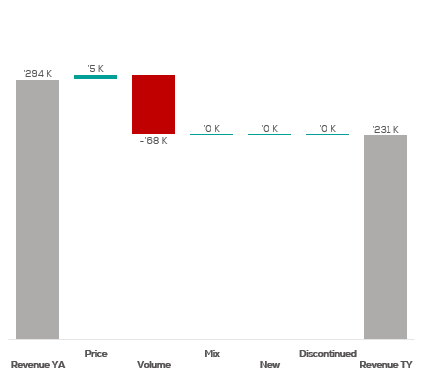 '5 K
'294 K
-'68 K
'0 K
'0 K
'0 K
'231 K
Price
Mix
Discontinued
Revenue YA
Volume
New
Revenue TY